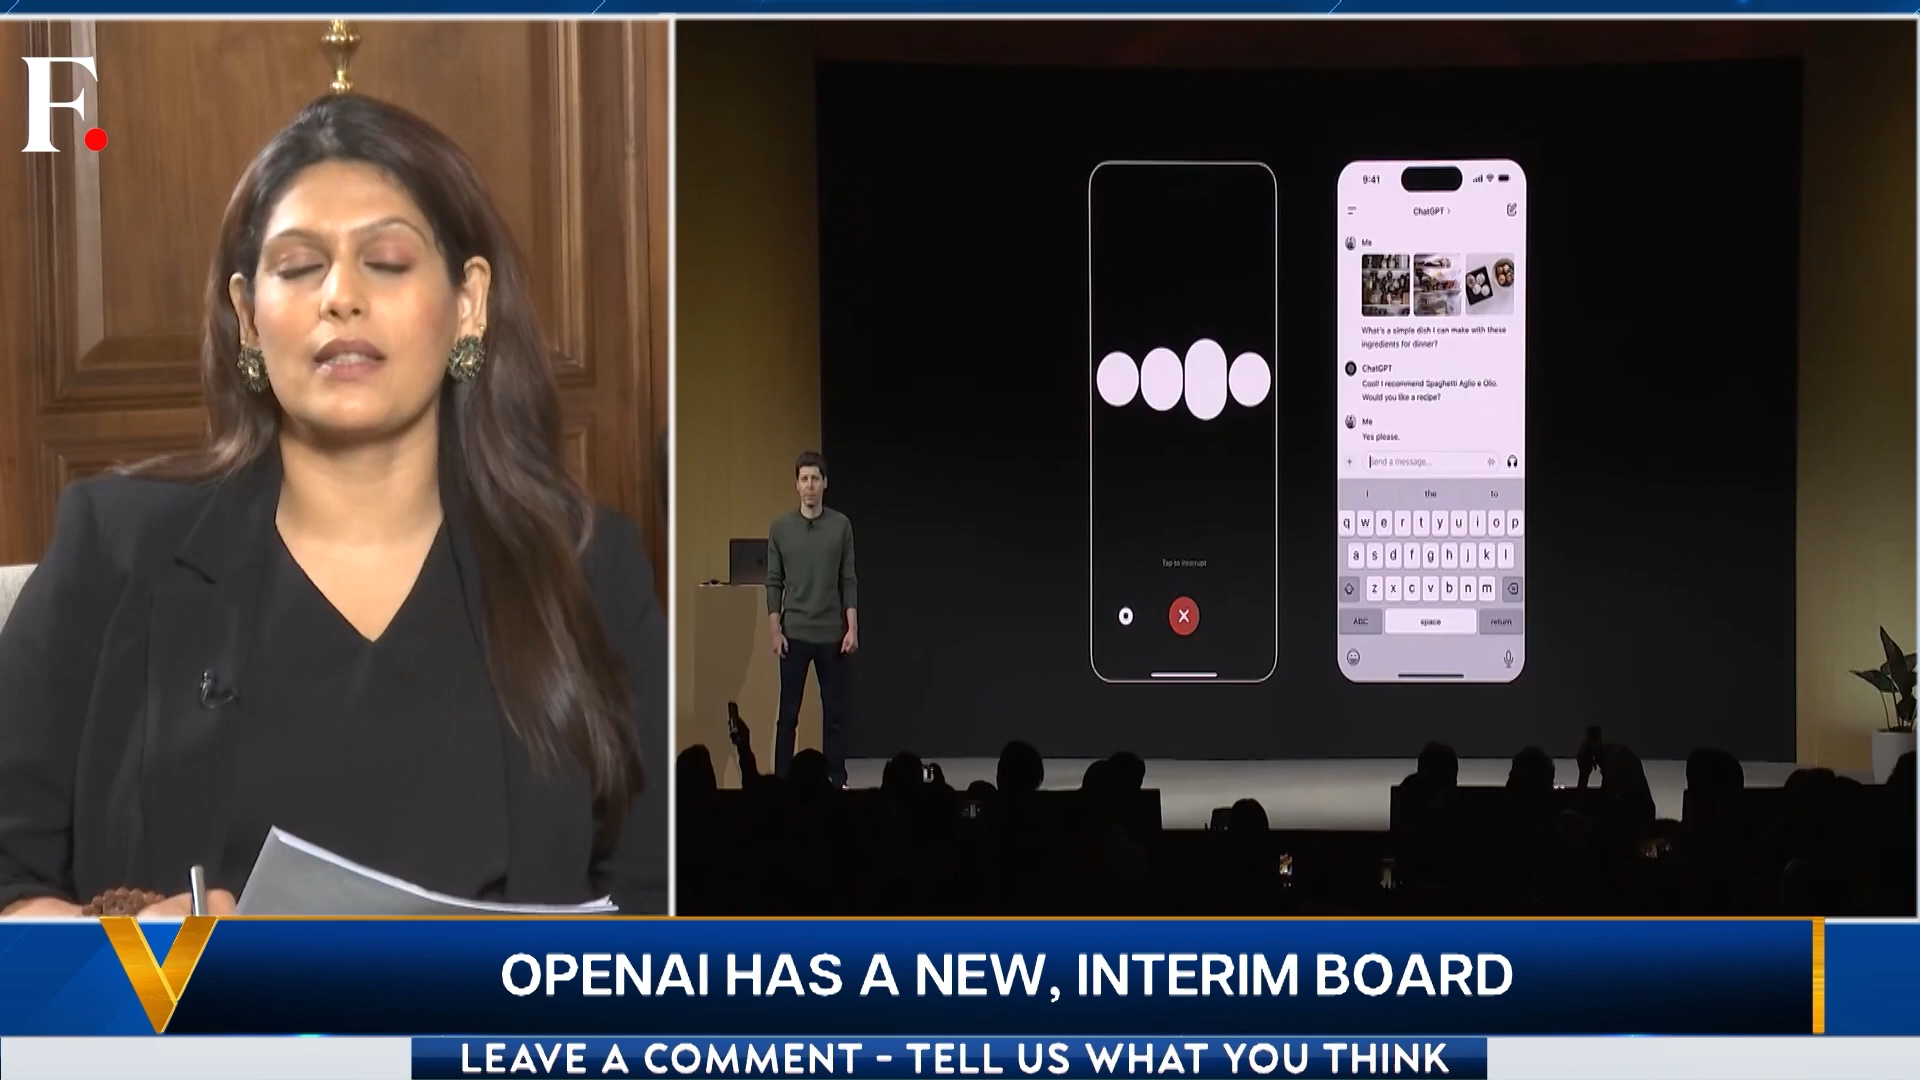 F.
9:41
ChatGPT >
Me
What's a simple dish I can make with these
ingredients for dinner?
ChatGPT
Cool! I recommend Spaghetti Aglio e Olio.
Would you like a recipe?
Me
Yes please.
Send a message...
I the to
q w e r t y u i o p
a s d f g h j k l
z x c v b n m
ABC space return
Tap to interrupt
V
OPENAI HAS A NEW, INTERIM BOARD
LEAVE A COMMENT - TELL US WHAT YOU THINK